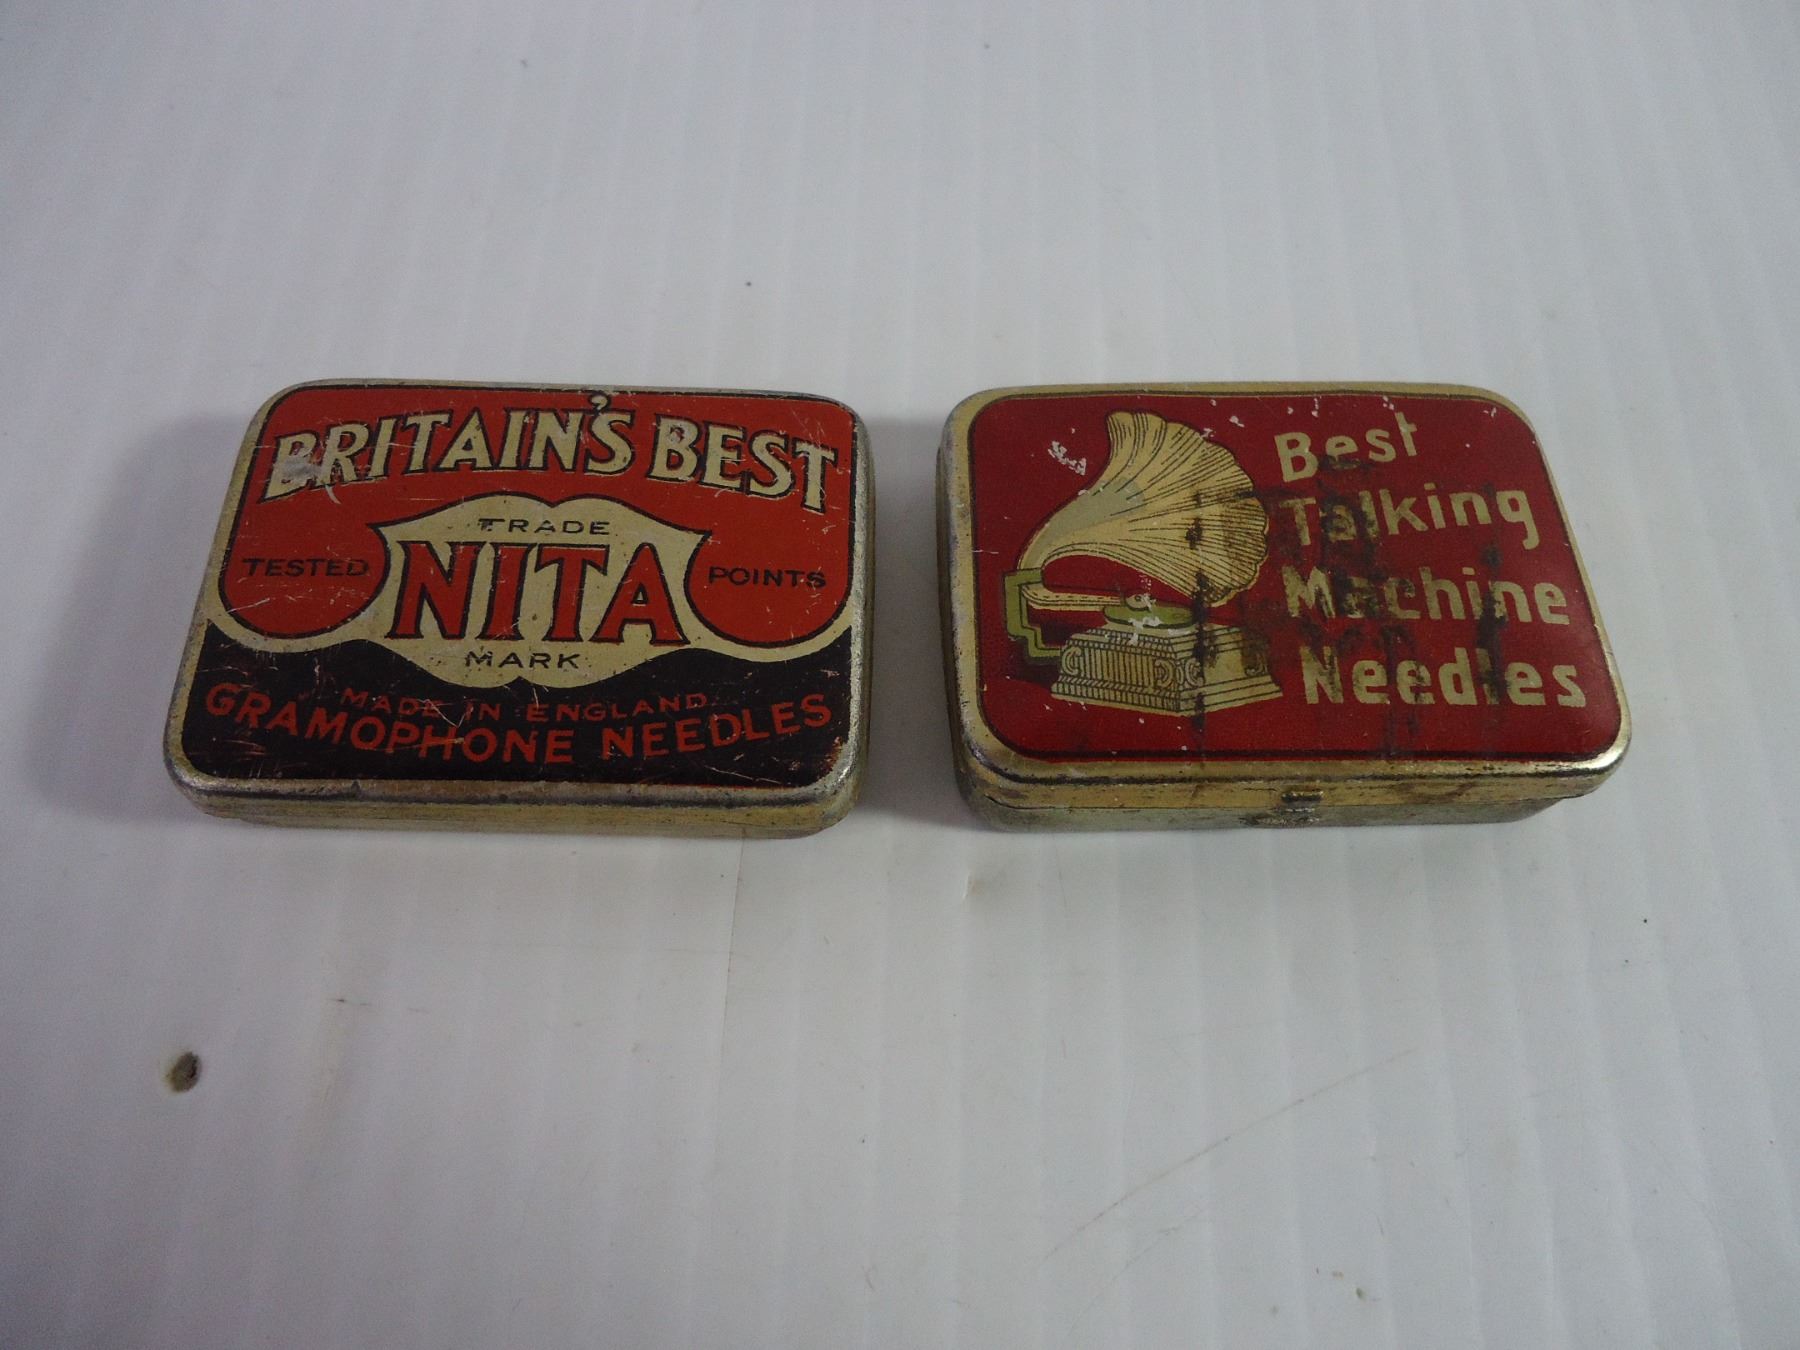 BRITAIN'S BEST
TRADE
TESTED NITA POINTS
MARK
MADE IN ENGLAND
GRAMOPHONE NEEDLES
Best
Talking
Machine
Needles